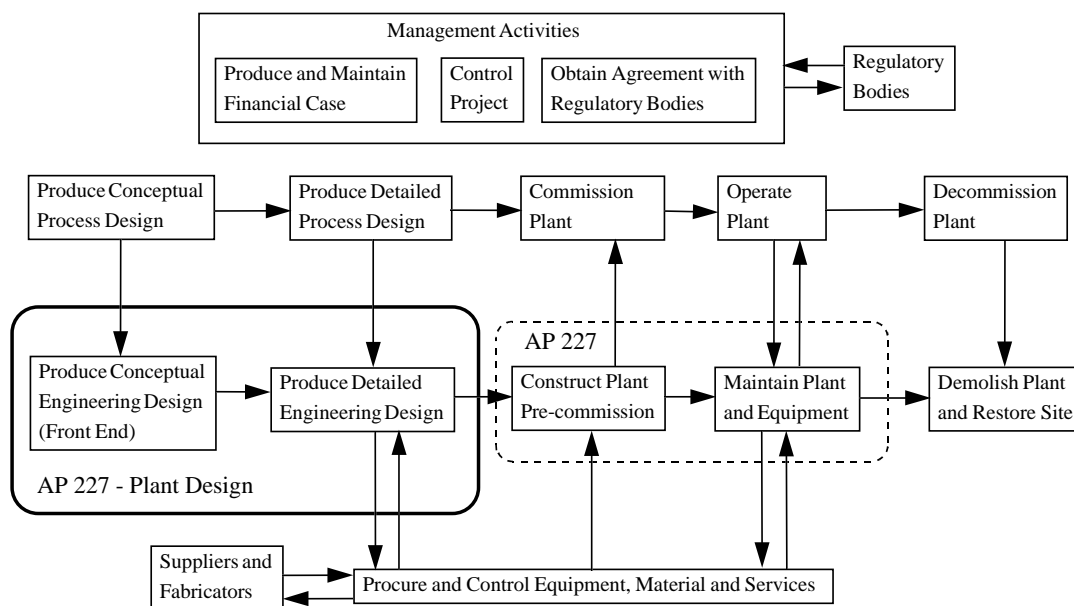 Management Activities
Produce and Maintain
Financial Case
Control
Project
Obtain Agreement with
Regulatory Bodies
Regulatory
Bodies
Produce Conceptual
Process Design
Produce Detailed
Process Design
Commission
Plant
Operate
Plant
Decommission
Plant
AP 227
Produce Conceptual
Engineering Design
(Front End)
Produce Detailed
Engineering Design
Construct Plant
Pre-commission
Maintain Plant
and Equipment
Demolish Plant
and Restore Site
AP 227 - Plant Design
Suppliers and
Fabricators
Procure and Control Equipment, Material and Services